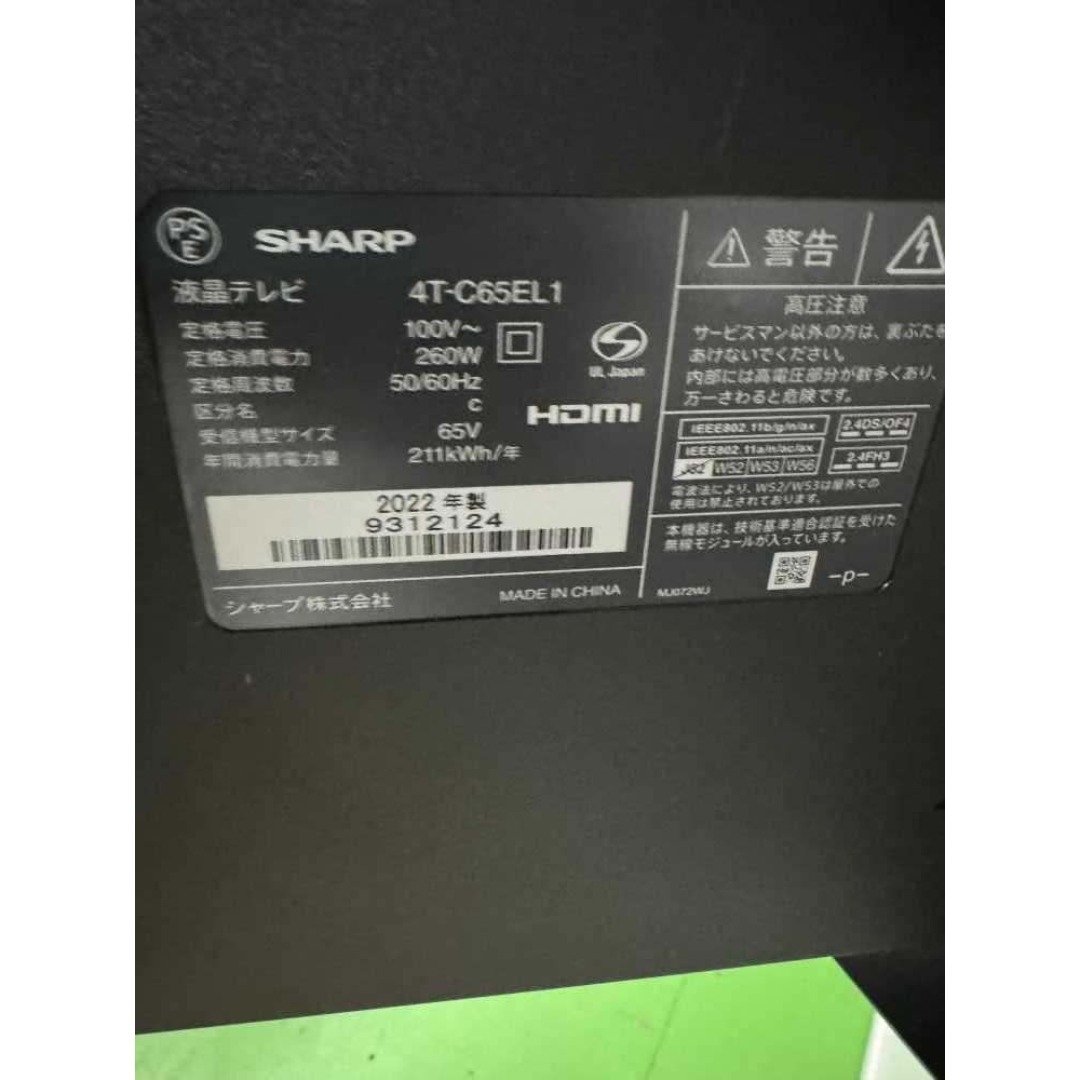 PSE
SHARP
液晶テレビ 4T-C65EL1
定格電圧 100V~
定格消費電力 260W
定格周波数 50/60Hz
区分名 C
受信機型サイズ 65V
年間消費電力量 211kWh/年
UL Japan
HDMI
2022年製
9312124
シャープ株式会社 MADE IN CHINA
警告
高圧注意
サービスマン以外の方は、裏ぶたを
あけないでください。
内部には高電圧部分が数多くあり、
万一さわると危険です。
IEEE802.11b/g/n/ax
2.4DS/OF4
IEEE802.11a/n/ac/ax
J52 W52 W53 W56
2.4FH3
電波法により、W52/W53は屋外での
使用は禁止されております。
本機器は、技術基準適合認証を受けた
無線モジュールが入っています。
MJ072WJ
-p-